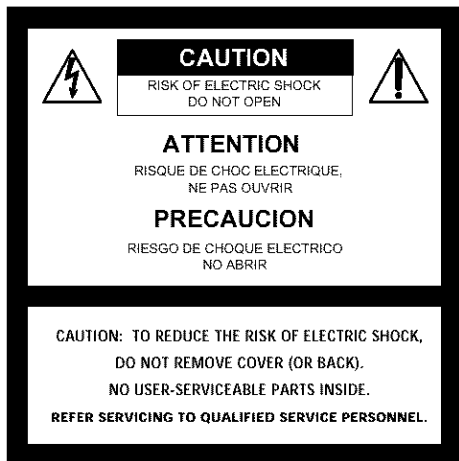 CAUTION
RISK OF ELECTRIC SHOCK
DO NOT OPEN
ATTENTION
RISQUE DE CHOC ELECTRIQUE,
NE PAS OUVRIR
PRECAUCION
RIESGO DE CHOQUE ELECTRICO
NO ABRIR
CAUTION: TO REDUCE THE RISK OF ELECTRIC SHOCK,
DO NOT REMOVE COVER (OR BACK).
NO USER-SERVICEABLE PARTS INSIDE.
REFER SERVICING TO QUALIFIED SERVICE PERSONNEL.